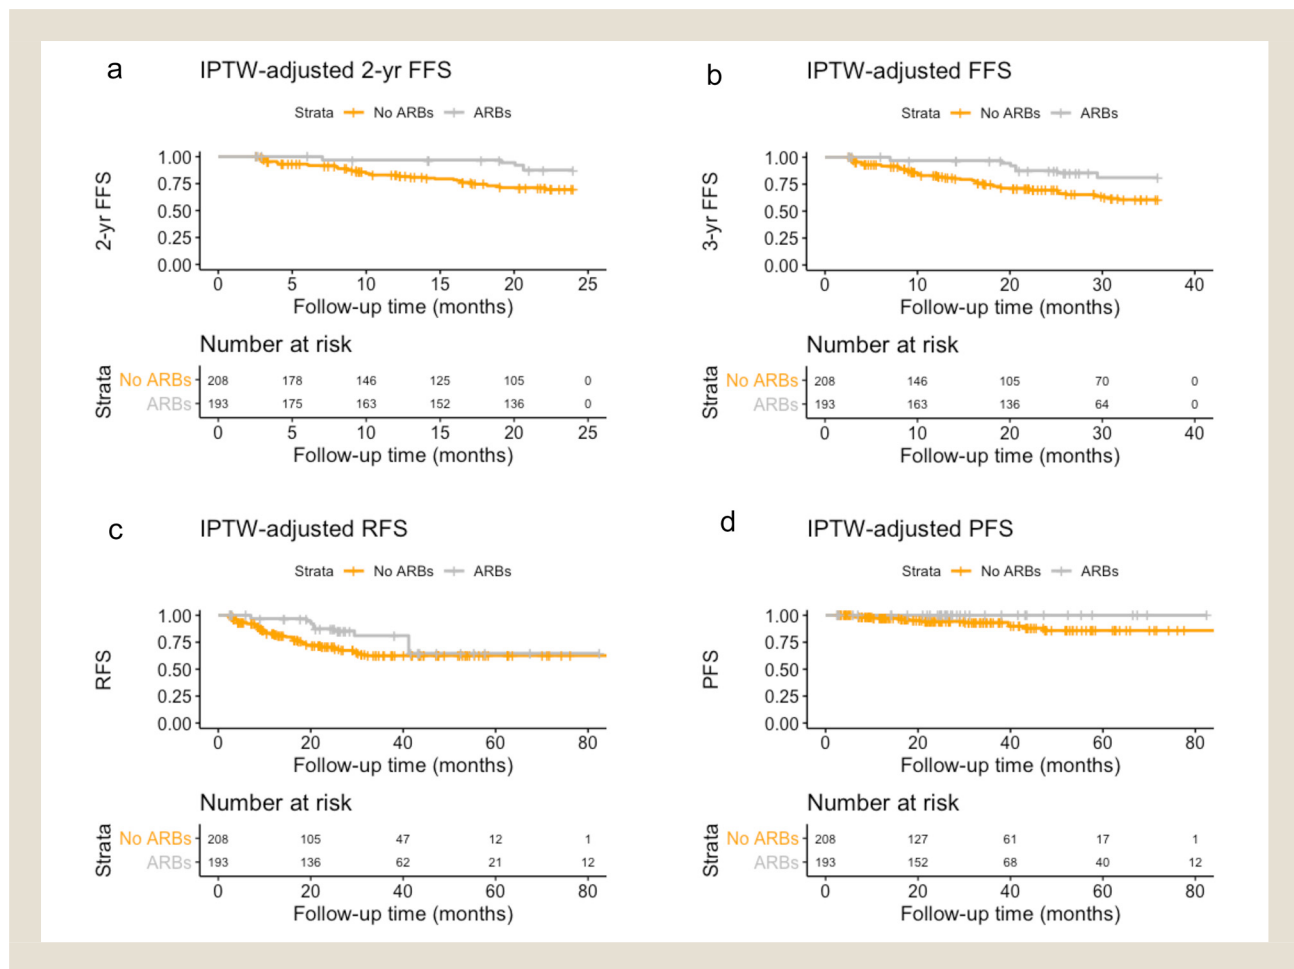 a
IPTW-adjusted 2-yr FFS
Strata No ARBs ARBs
2-yr FFS
1.00
0.75
0.50
0.25
0.00
0 5 10 15 20 25
Follow-up time (months)
Number at risk
Strata
No ARBs 208 178 146 125 105 0
ARBs 193 175 163 152 136 0
0 5 10 15 20 25
Follow-up time (months)
b
IPTW-adjusted FFS
Strata No ARBs ARBs
3-yr FFS
1.00
0.75
0.50
0.25
0.00
0 10 20 30 40
Follow-up time (months)
Number at risk
Strata
No ARBs 208 146 105 70 0
ARBs 193 163 136 64 0
0 10 20 30 40
Follow-up time (months)
c
IPTW-adjusted RFS
Strata No ARBs ARBs
RFS
1.00
0.75
0.50
0.25
0.00
0 20 40 60 80
Follow-up time (months)
Number at risk
Strata
No ARBs 208 105 47 12 1
ARBs 193 136 62 21 12
0 20 40 60 80
Follow-up time (months)
d
IPTW-adjusted PFS
Strata No ARBs ARBs
PFS
1.00
0.75
0.50
0.25
0.00
0 20 40 60 80
Follow-up time (months)
Number at risk
Strata
No ARBs 208 127 61 17 1
ARBs 193 152 68 40 12
0 20 40 60 80
Follow-up time (months)